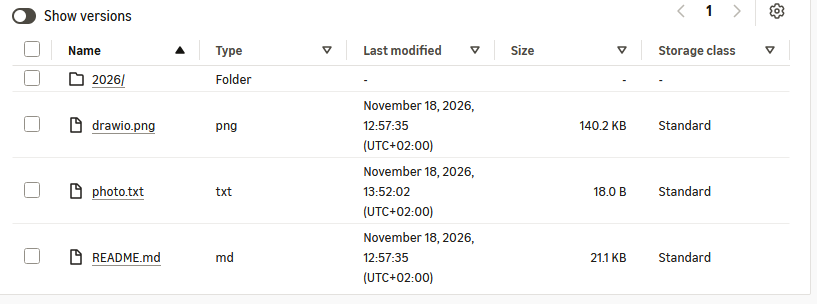 Show versions
1
Name Type Last modified Size Storage class
2026/ Folder - - -
drawio.png png November 18, 2026, 12:57:35 (UTC+02:00) 140.2 KB Standard
photo.txt txt November 18, 2026, 13:52:02 (UTC+02:00) 18.0 B Standard
README.md md November 18, 2026, 12:57:35 (UTC+02:00) 21.1 KB Standard